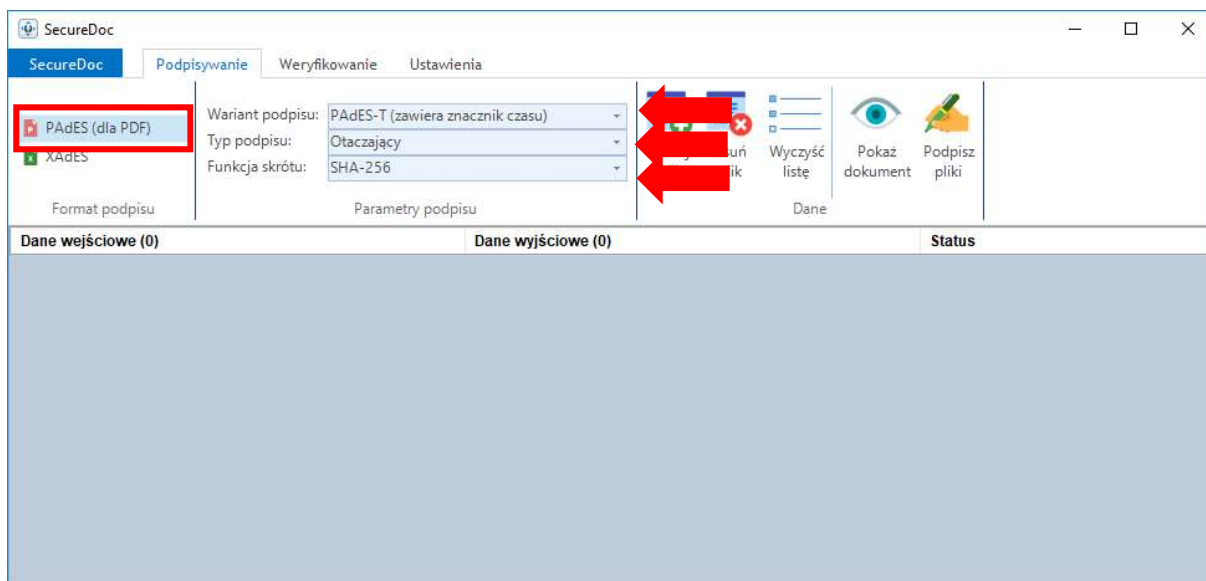 SecureDoc
SecureDoc Podpisywanie Weryfikowanie Ustawienia
PAdES (dla PDF)
XAdES
Format podpisu
Wariant podpisu: PAdES-T (zawiera znacznik czasu)
Typ podpisu: Otaczający
Funkcja skrótu: SHA-256
Parametry podpisu
Wyczyść
listę
Pokaż
dokument
Podpisz
pliki
Dane
Dane wejściowe (0) Dane wyjściowe (0) Status